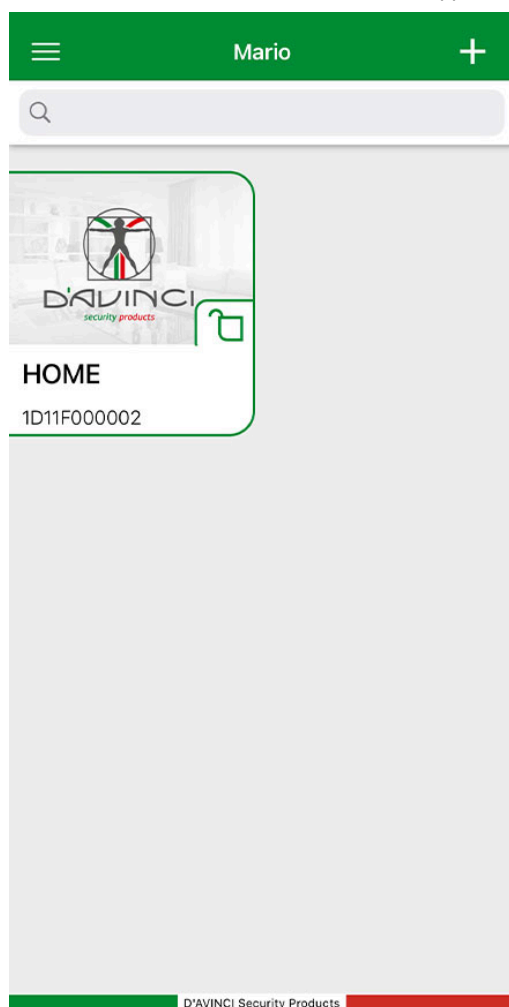 Mario
D'AVINCI
security products
HOME
1D11F000002
D'AVINCI Security Products